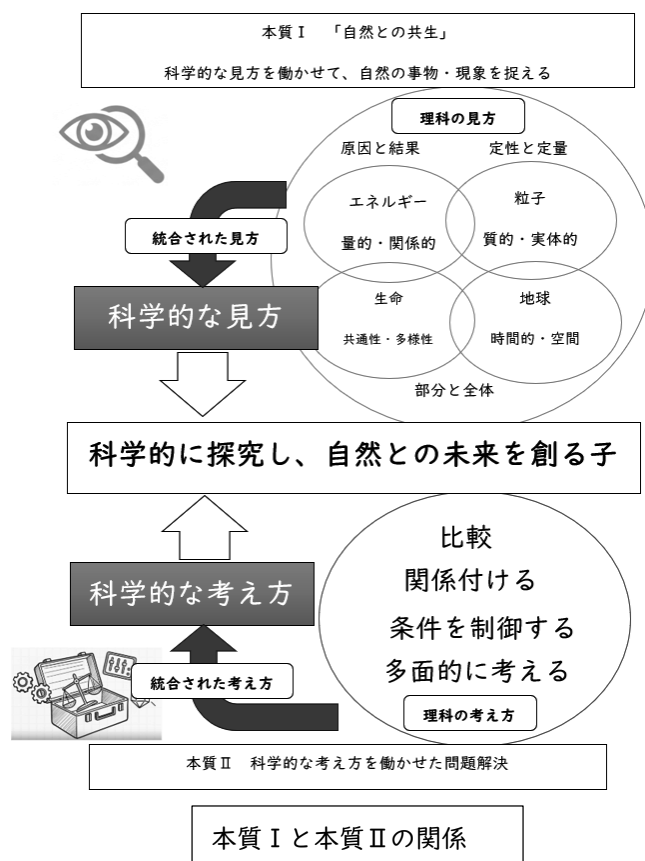 本質Ⅰ　「自然との共生」
科学的な見方を働かせて、自然の事物・現象を捉える
理科の見方
原因と結果
定性と定量
エネルギー
量的・関係的
粒子
質的・実体的
統合された見方
科学的な見方
生命
共通性・多様性
地球
時間的・空間
部分と全体
科学的に探究し、自然との未来を創る子
比較
関係付ける
条件を制御する
多面的に考える
理科の考え方
科学的な考え方
統合された考え方
本質Ⅱ　科学的な考え方を働かせた問題解決
本質Ⅰと本質Ⅱの関係